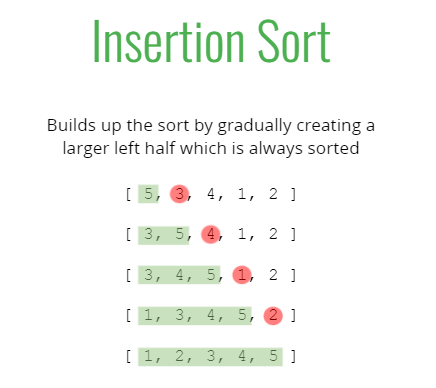 Insertion Sort
Builds up the sort by gradually creating a
larger left half which is always sorted
[ 5, 3, 4, 1, 2 ]
[ 3, 5, 4, 1, 2 ]
[ 3, 4, 5, 1, 2 ]
[ 1, 3, 4, 5, 2 ]
[ 1, 2, 3, 4, 5 ]